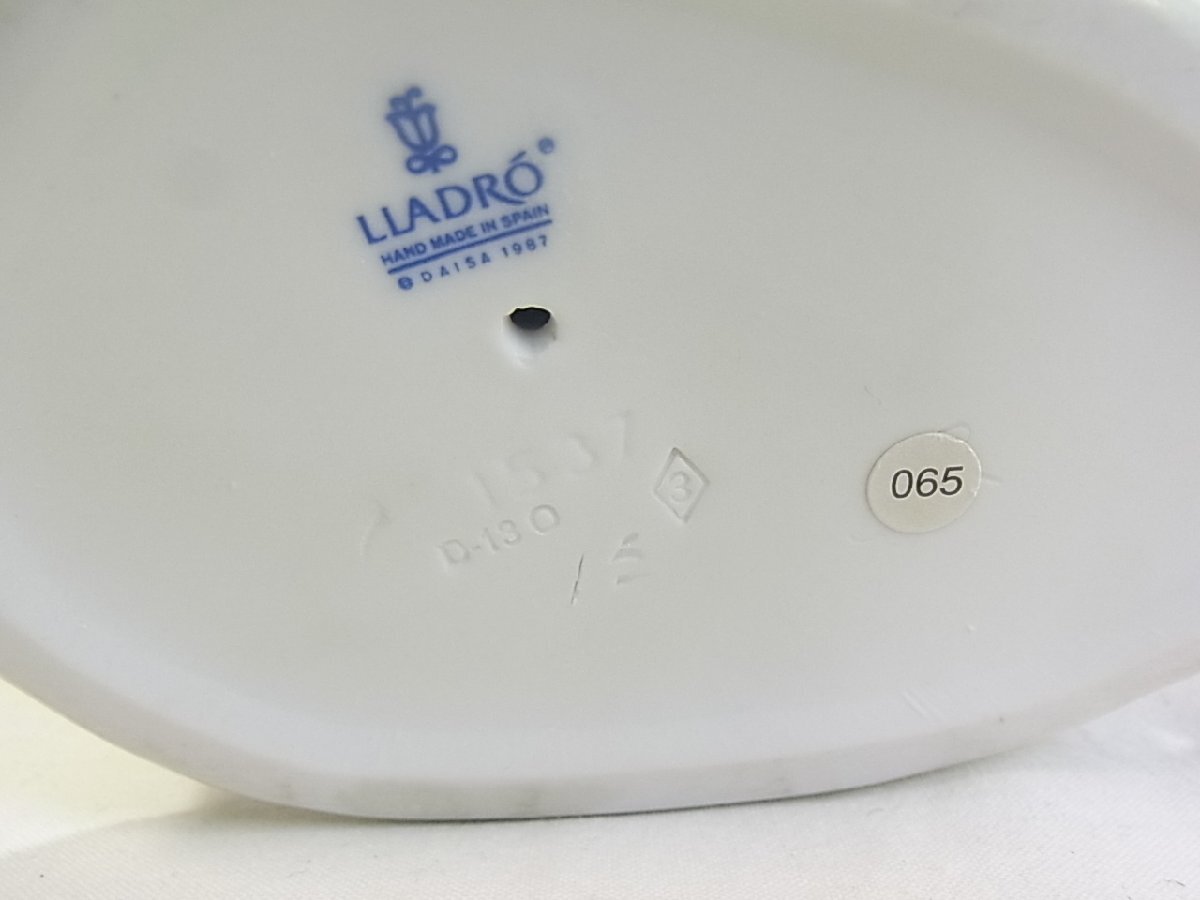 LLADRÓ®
HAND MADE IN SPAIN
© DAISA 1987
D-13 O
3
065